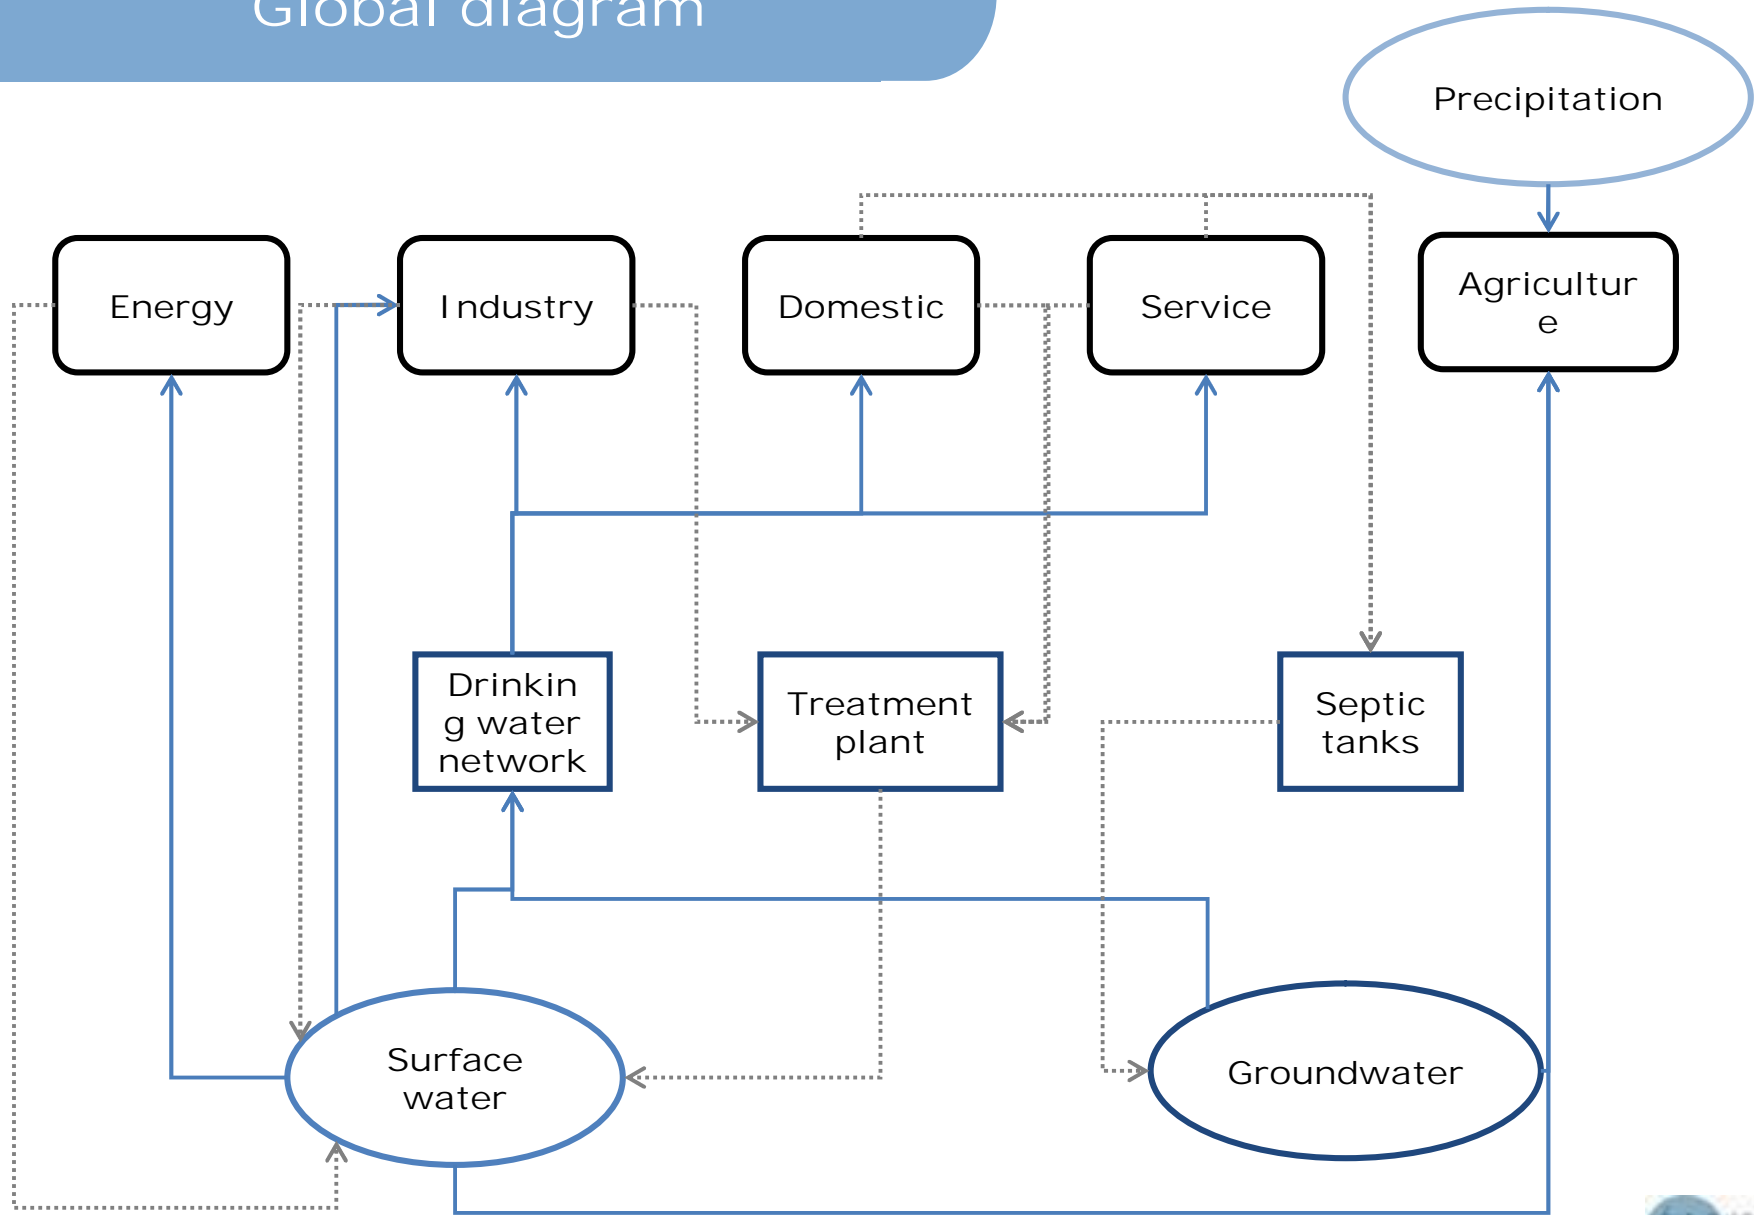 Global diagram
Precipitation
Energy
Industry
Domestic
Service
Agricultur
e
Drinkin
g water
network
Treatment
plant
Septic
tanks
Surface
water
Groundwater